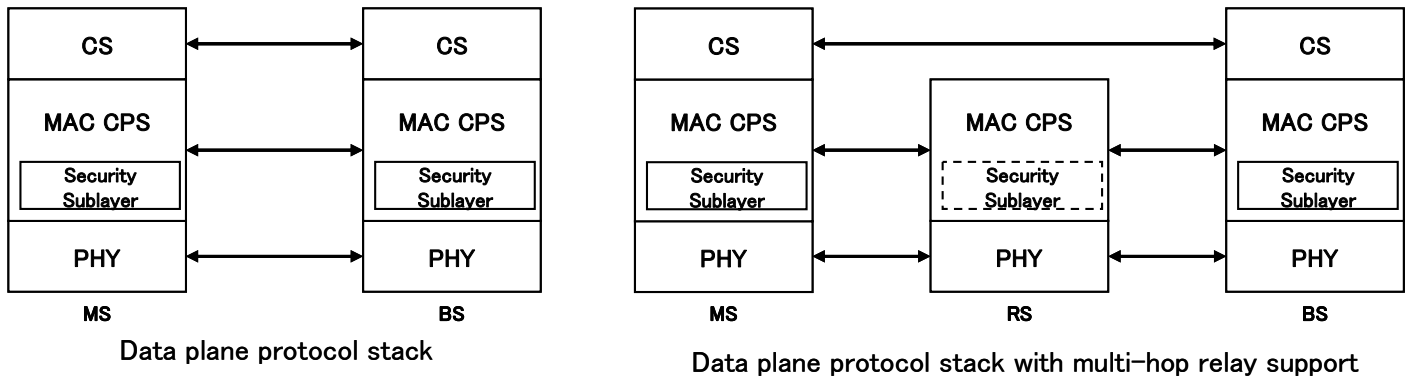 CS
MAC CPS
Security
Sublayer
PHY
MS
CS
MAC CPS
Security
Sublayer
PHY
BS
Data plane protocol stack
CS
MAC CPS
Security
Sublayer
PHY
MS
MAC CPS
Security
Sublayer
PHY
RS
CS
MAC CPS
Security
Sublayer
PHY
BS
Data plane protocol stack with multi-hop relay support